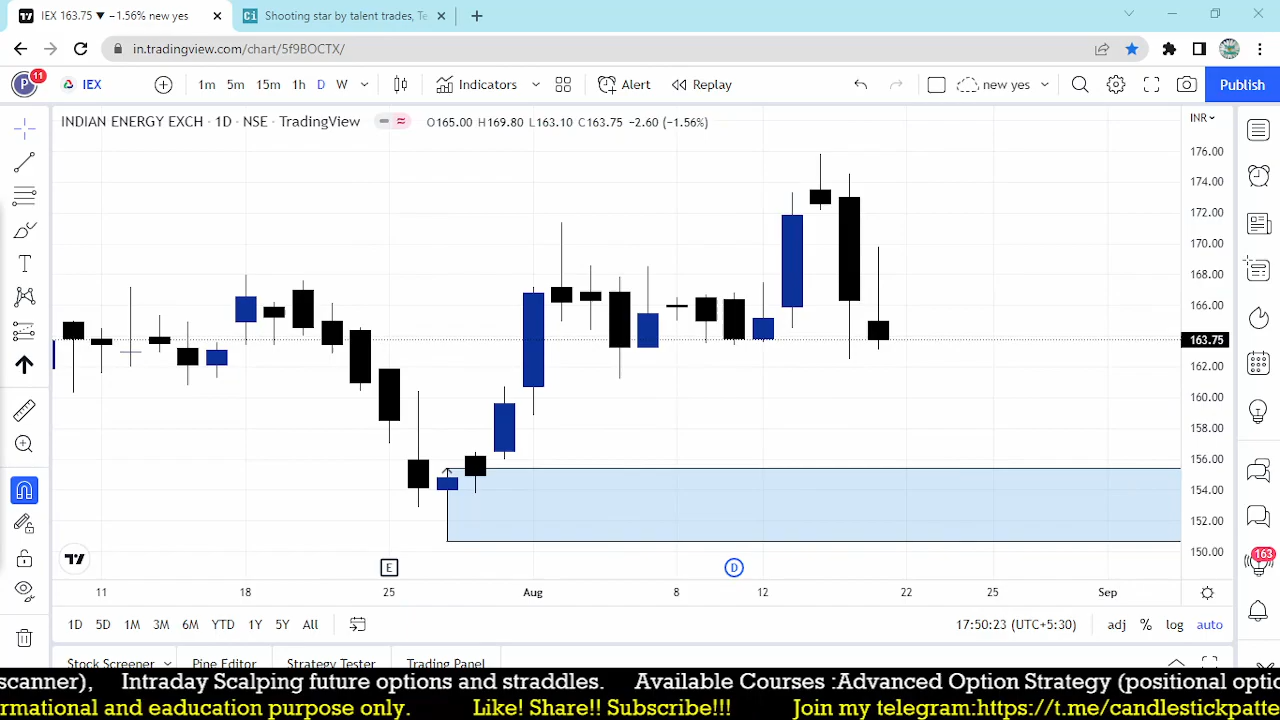 IEX 163.75 ▼ −1.56% new yes
Shooting star by talent trades, Te
in.tradingview.com/chart/5f9BOCTX/
P 11 IEX 1m 5m 15m 1h D W Indicators Alert Replay new yes Publish
INDIAN ENERGY EXCH · 1D · NSE · TradingView O165.00 H169.80 L163.10 C163.75 −2.60 (−1.56%)
INR
176.00
174.00
172.00
170.00
168.00
166.00
163.75
162.00
160.00
158.00
156.00
154.00
152.00
150.00
E D
163
11 18 25 Aug 8 12 22 25 Sep
1D 5D 1M 3M 6M YTD 1Y 5Y All 17:50:23 (UTC+5:30) adj % log auto
Stock Screener Pine Editor Strategy Tester Trading Panel
scanner), Intraday Scalping future options and straddles. Available Courses :Advanced Option Strategy (positional optic
rmational and eaducation purpose only. Like! Share!! Subscribe!!! Join my telegram:https://t.me/candlestickpatte